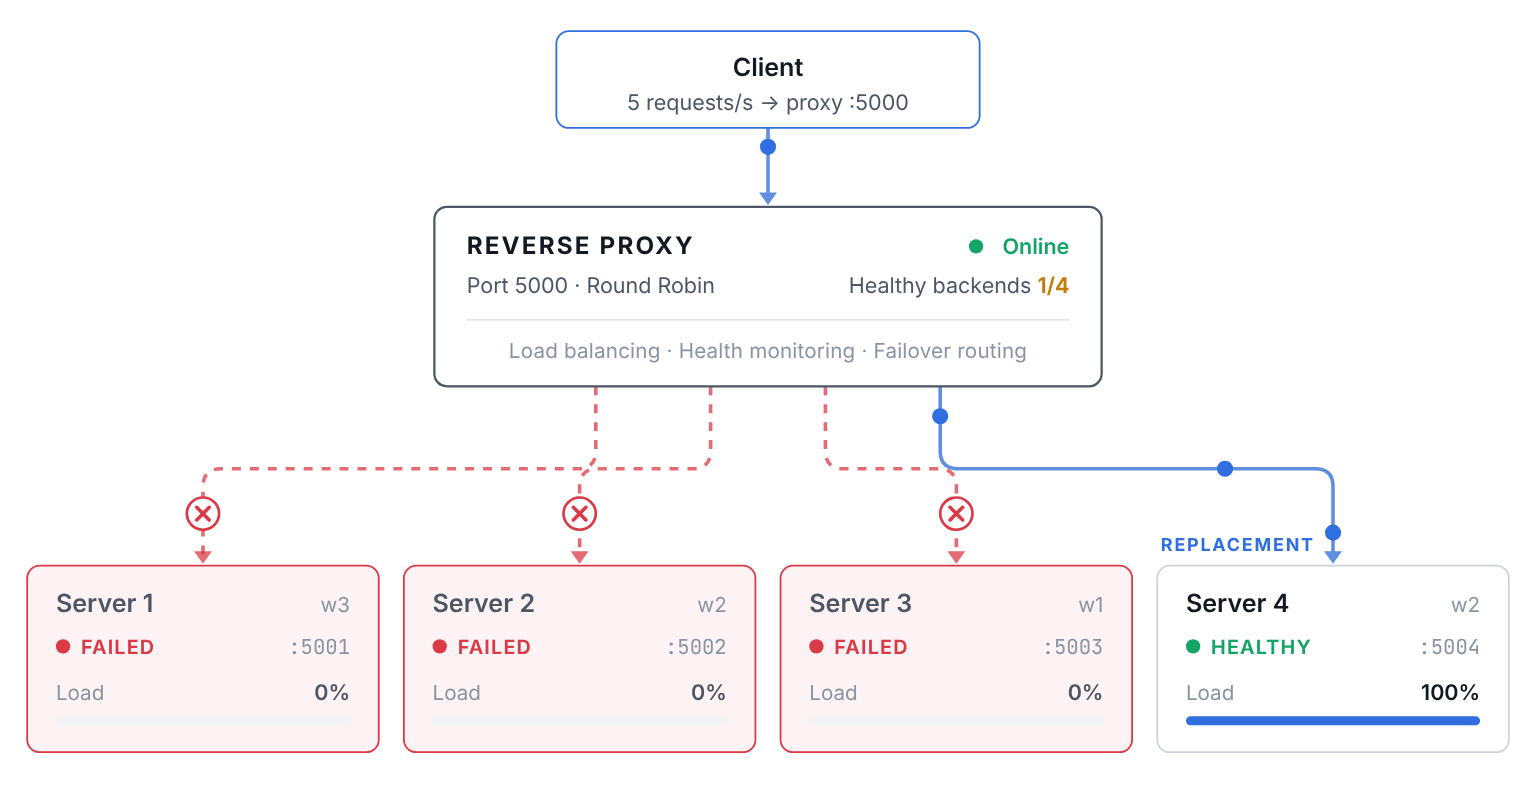 Client
5 requests/s → proxy :5000
REVERSE PROXY
Online
Port 5000 · Round Robin
Healthy backends 1/4
Load balancing · Health monitoring · Failover routing
REPLACEMENT
Server 1 w3
FAILED :5001
Load 0%
Server 2 w2
FAILED :5002
Load 0%
Server 3 w1
FAILED :5003
Load 0%
Server 4 w2
HEALTHY :5004
Load 100%